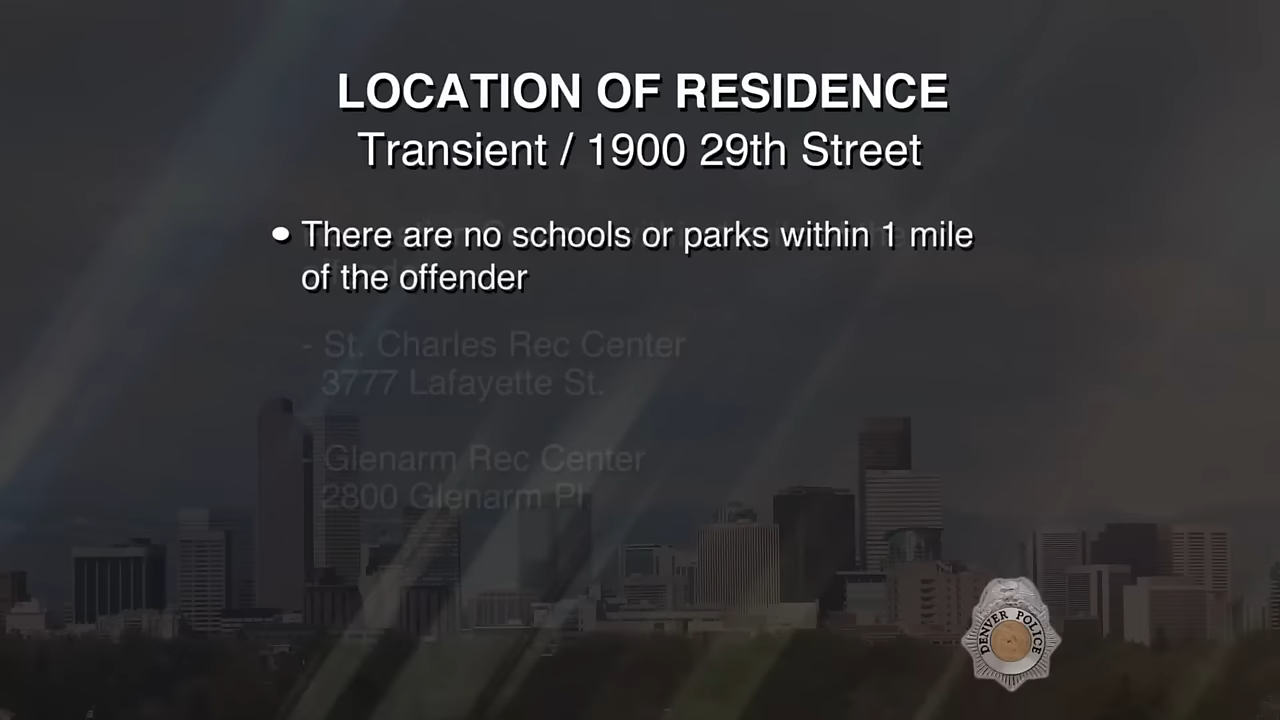 LOCATION OF RESIDENCE
Transient / 1900 29th Street
• There are no schools or parks within 1 mile
of the offender
- St. Charles Rec Center
3777 Lafayette St.
- Glenarm Rec Center
2800 Glenarm Pl
DENVER POLICE